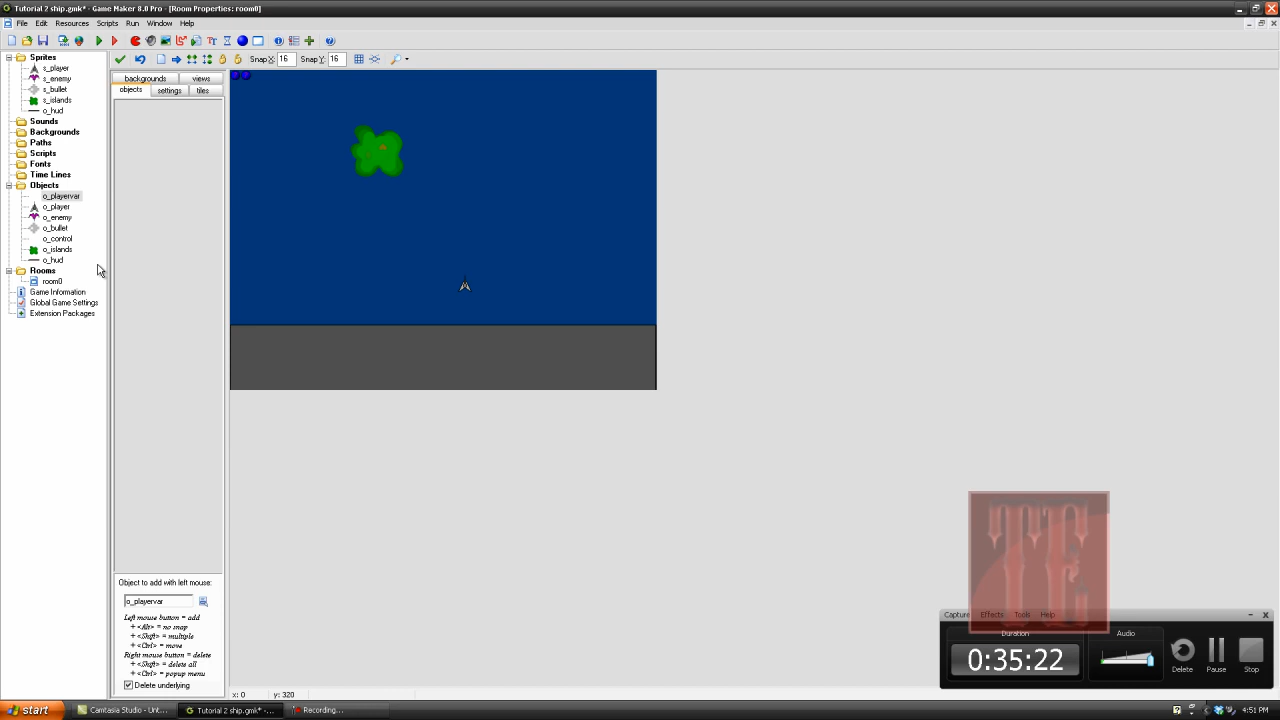 Tutorial 2 ship.gmk* - Game Maker 8.0 Pro - [Room Properties: room0]
File Edit Resources Scripts Run Window Help
Snap X: 16 Snap Y: 16
Sprites
s_player
s_enemy
s_bullet
s_islands
o_hud
Sounds
Backgrounds
Paths
Scripts
Fonts
Time Lines
Objects
o_playervar
o_player
o_enemy
o_bullet
o_control
o_islands
o_hud
Rooms
room0
Game Information
Global Game Settings
Extension Packages
backgrounds views
objects settings tiles
Object to add with left mouse:
o_playervar
Left mouse button = add
+<Alt> = no snap
+<Shift> = multiple
+<Ctrl> = move
Right mouse button = delete
+<Shift> = delete all
+<Ctrl> = popup menu
Delete underlying
x: 0 y: 320
Capture Effects Tools Help
Duration Audio
0:35:22
Delete Pause Stop
start Camtasia Studio - Unt... Tutorial 2 ship.gmk* -... Recording... 4:51 PM